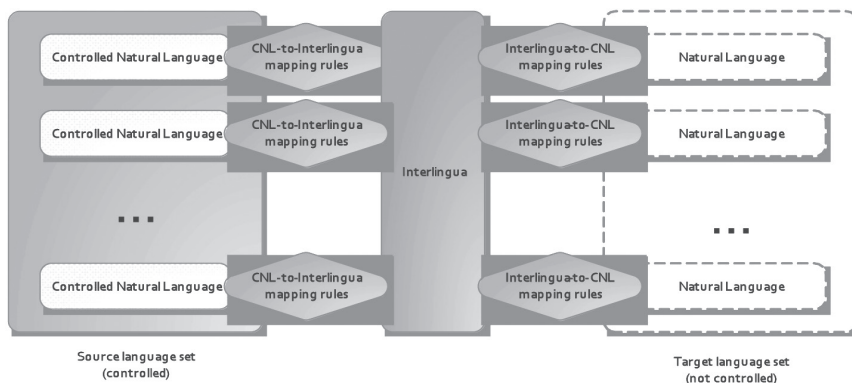 Controlled Natural Language
CNL-to-Interlingua
mapping rules
Interlingua-to-CNL
mapping rules
Natural Language
Controlled Natural Language
CNL-to-Interlingua
mapping rules
Interlingua
Interlingua-to-CNL
mapping rules
Natural Language
...
...
Controlled Natural Language
CNL-to-Interlingua
mapping rules
Interlingua-to-CNL
mapping rules
Natural Language
Source language set
(controlled)
Target language set
(not controlled)